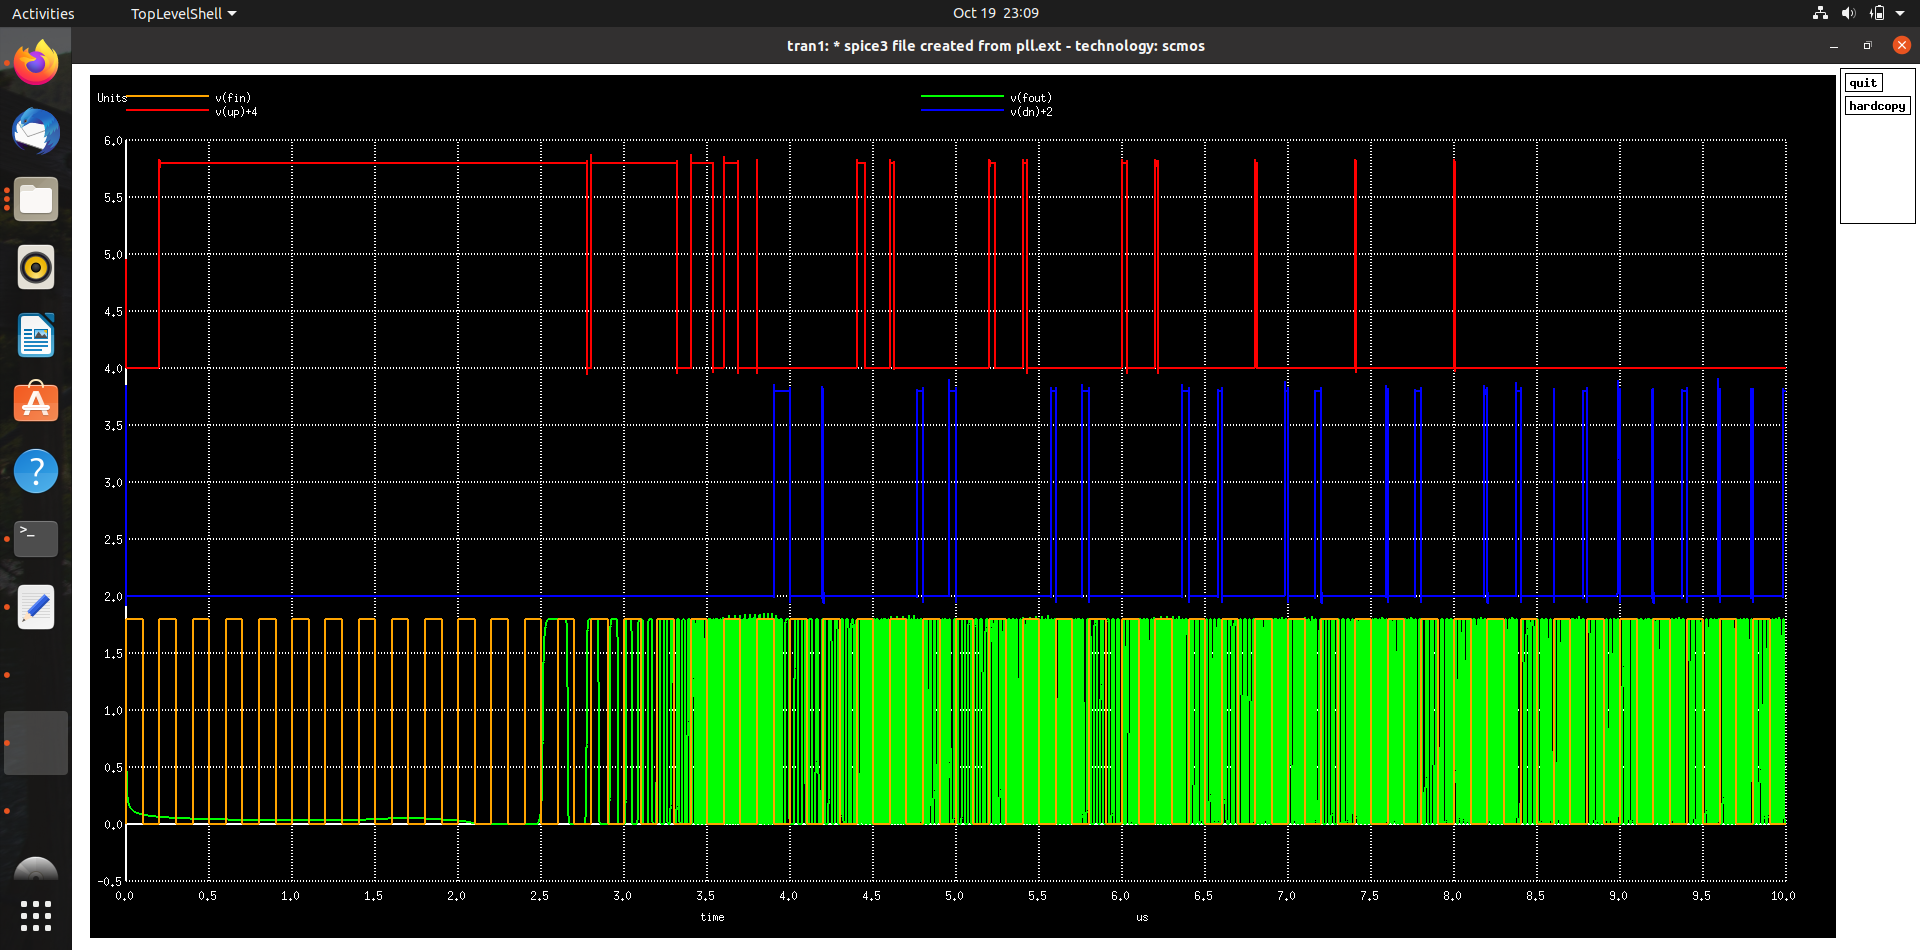 Activities
TopLevelShell
Oct 19 23:09
tran1: * spice3 file created from pll.ext - technology: scmos
quit
hardcopy
Units
v(fin)
v(up)+4
v(fout)
v(dn)+2
6.0
5.5
5.0
4.5
4.0
3.5
3.0
2.5
2.0
1.5
1.0
0.5
0.0
-0.5
0.0 0.5 1.0 1.5 2.0 2.5 3.0 3.5 4.0 4.5 5.0 5.5 6.0 6.5 7.0 7.5 8.0 8.5 9.0 9.5 10.0
time us